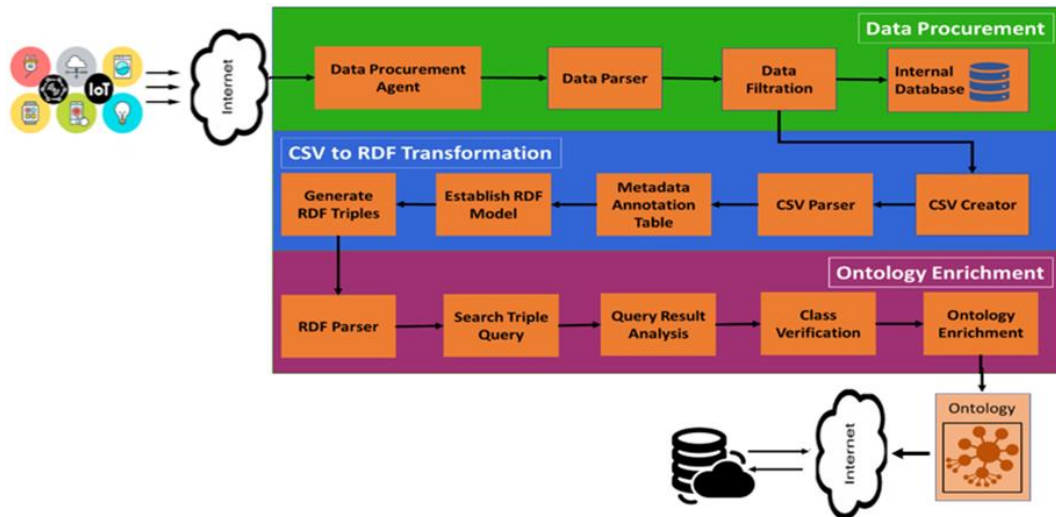 Data Procurement
IoT
Internet
Data Procurement
Agent
Data Parser
Data
Filtration
Internal
Database
CSV to RDF Transformation
Generate
RDF Triples
Establish RDF
Model
Metadata
Annotation
Table
CSV Parser
CSV Creator
Ontology Enrichment
RDF Parser
Search Triple
Query
Query Result
Analysis
Class
Verification
Ontology
Enrichment
Ontology
Internet